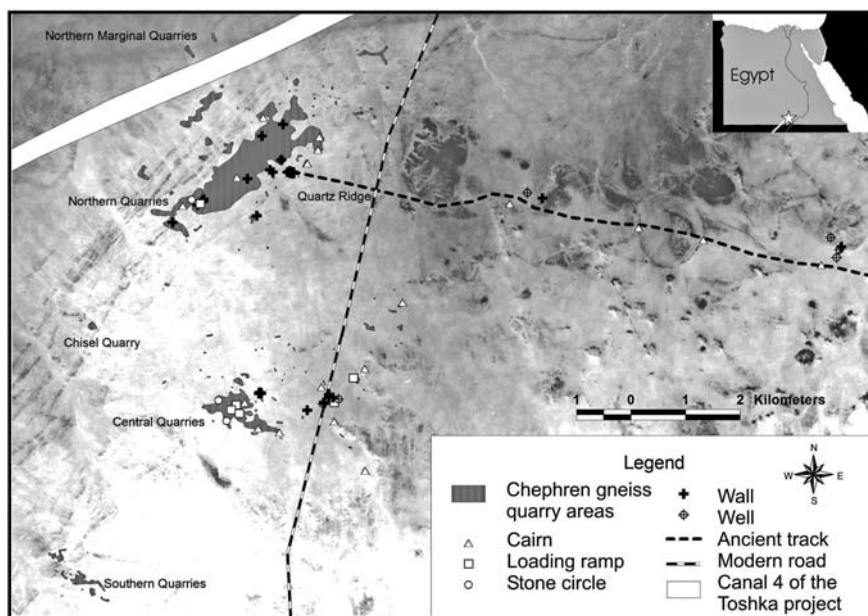 Northern Marginal Quarries
Egypt
Northern Quarries
Quartz Ridge
Chisel Quarry
Central Quarries
Southern Quarries
1 0 1 2 Kilometers
Legend
Chephren gneiss
quarry areas
Cairn
Loading ramp
Stone circle
N
W E
S
Wall
Well
Ancient track
Modern road
Canal 4 of the
Toshka project